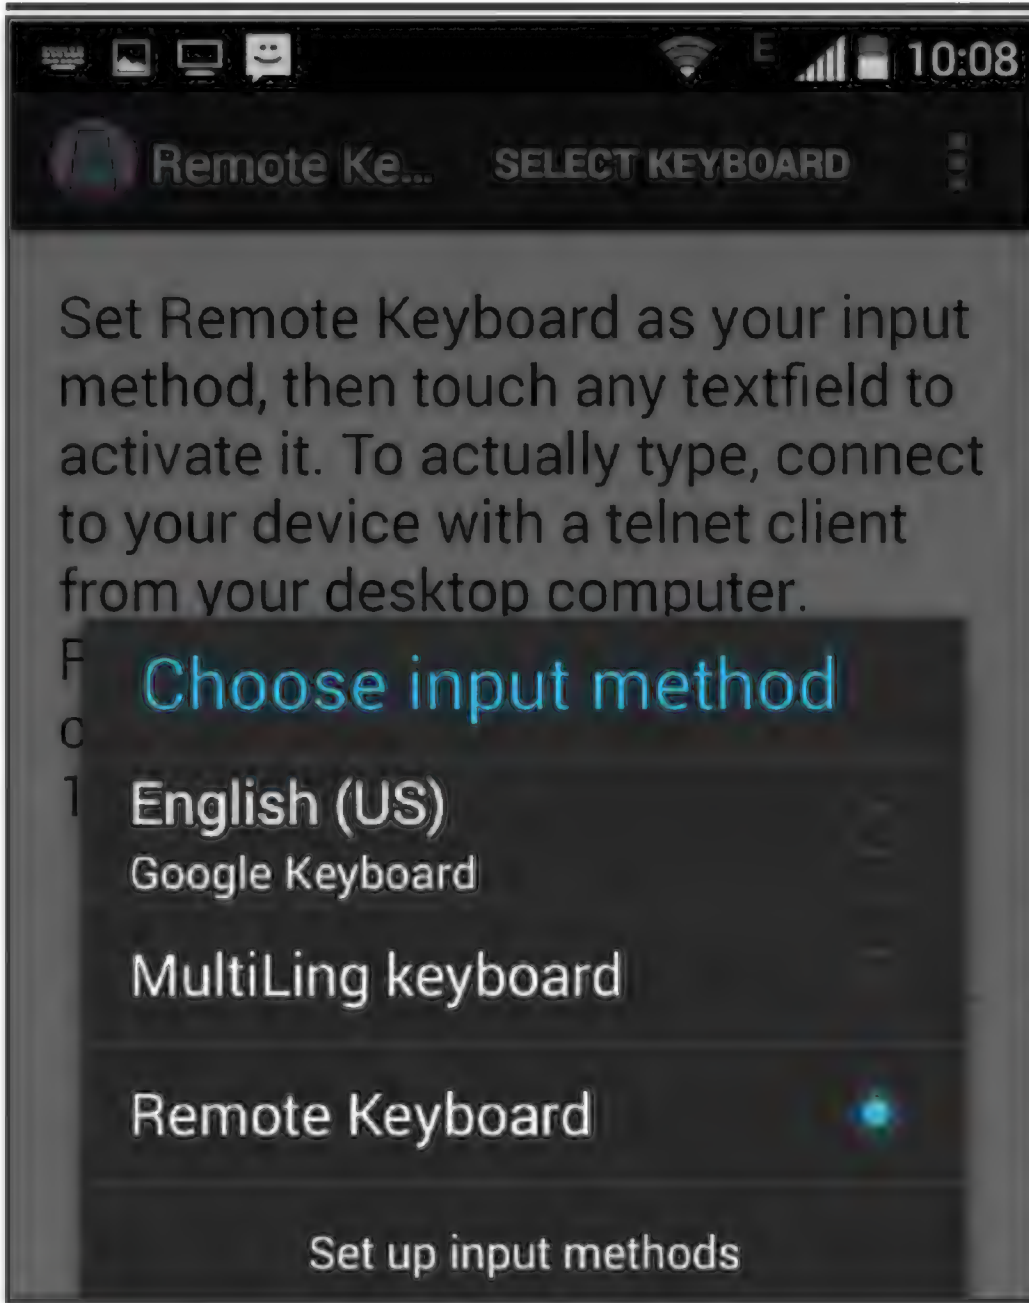 E 10:08
Remote Ke... SELECT KEYBOARD
Set Remote Keyboard as your input
method, then touch any textfield to
activate it. To actually type, connect
to your device with a telnet client
from your desktop computer.
Choose input method
English (US)
Google Keyboard
MultiLing keyboard
Remote Keyboard
Set up input methods